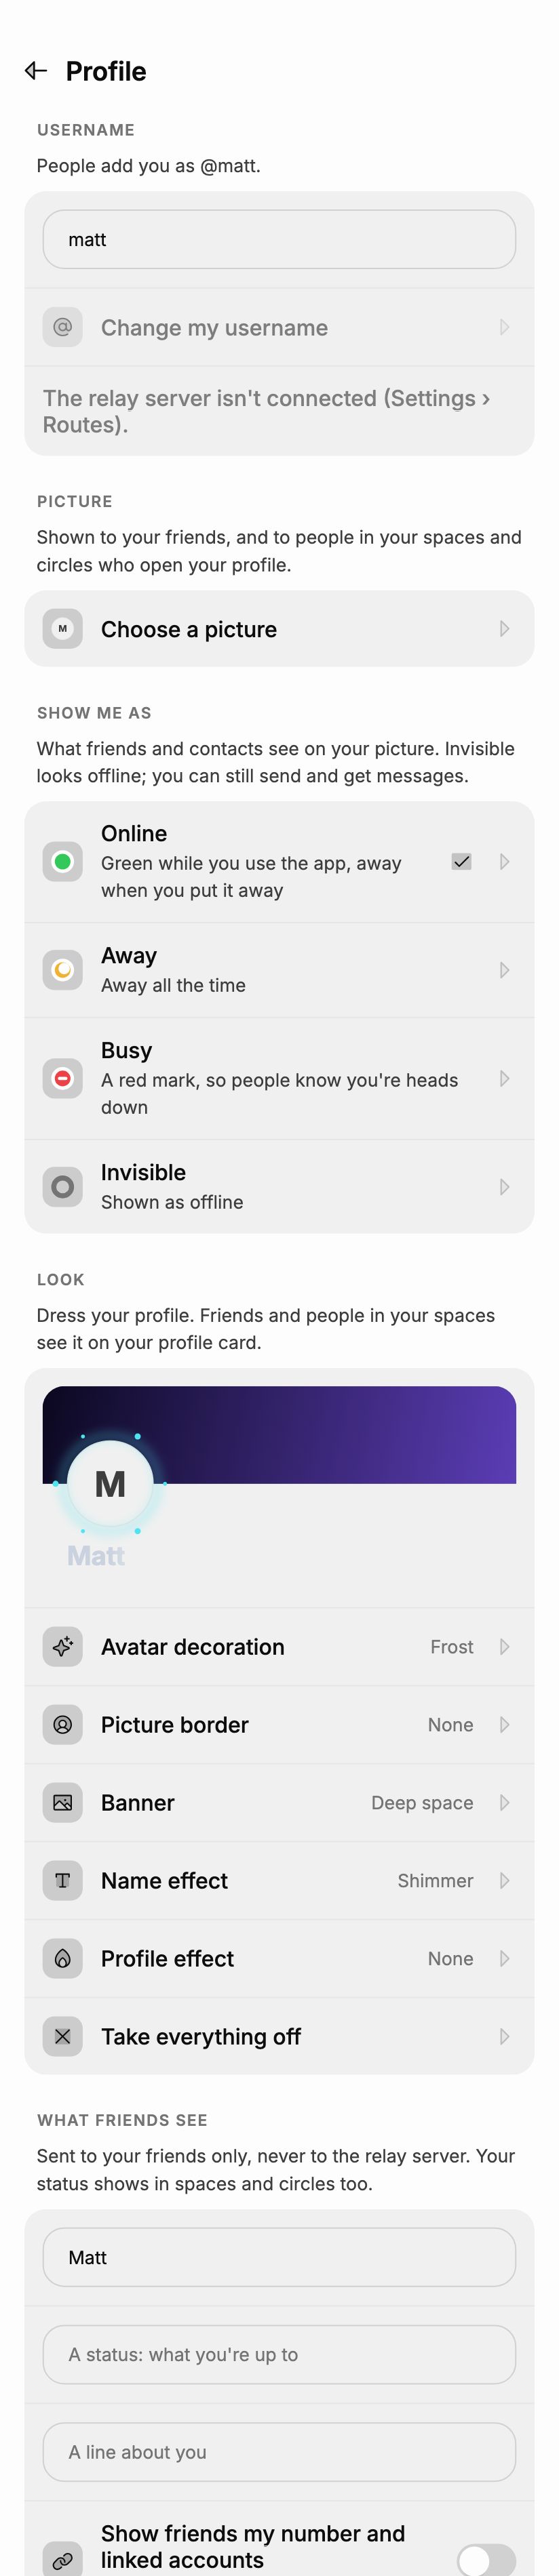 Profile
USERNAME
People add you as @matt.
matt
Change my username
The relay server isn't connected (Settings ›
Routes).
PICTURE
Shown to your friends, and to people in your spaces and
circles who open your profile.
M
Choose a picture
SHOW ME AS
What friends and contacts see on your picture. Invisible
looks offline; you can still send and get messages.
Online
Green while you use the app, away
when you put it away
Away
Away all the time
Busy
A red mark, so people know you're heads
down
Invisible
Shown as offline
LOOK
Dress your profile. Friends and people in your spaces
see it on your profile card.
M
Matt
Avatar decoration Frost
Picture border None
Banner Deep space
Name effect Shimmer
Profile effect None
Take everything off
WHAT FRIENDS SEE
Sent to your friends only, never to the relay server. Your
status shows in spaces and circles too.
Matt
A status: what you're up to
A line about you
Show friends my number and
linked accounts